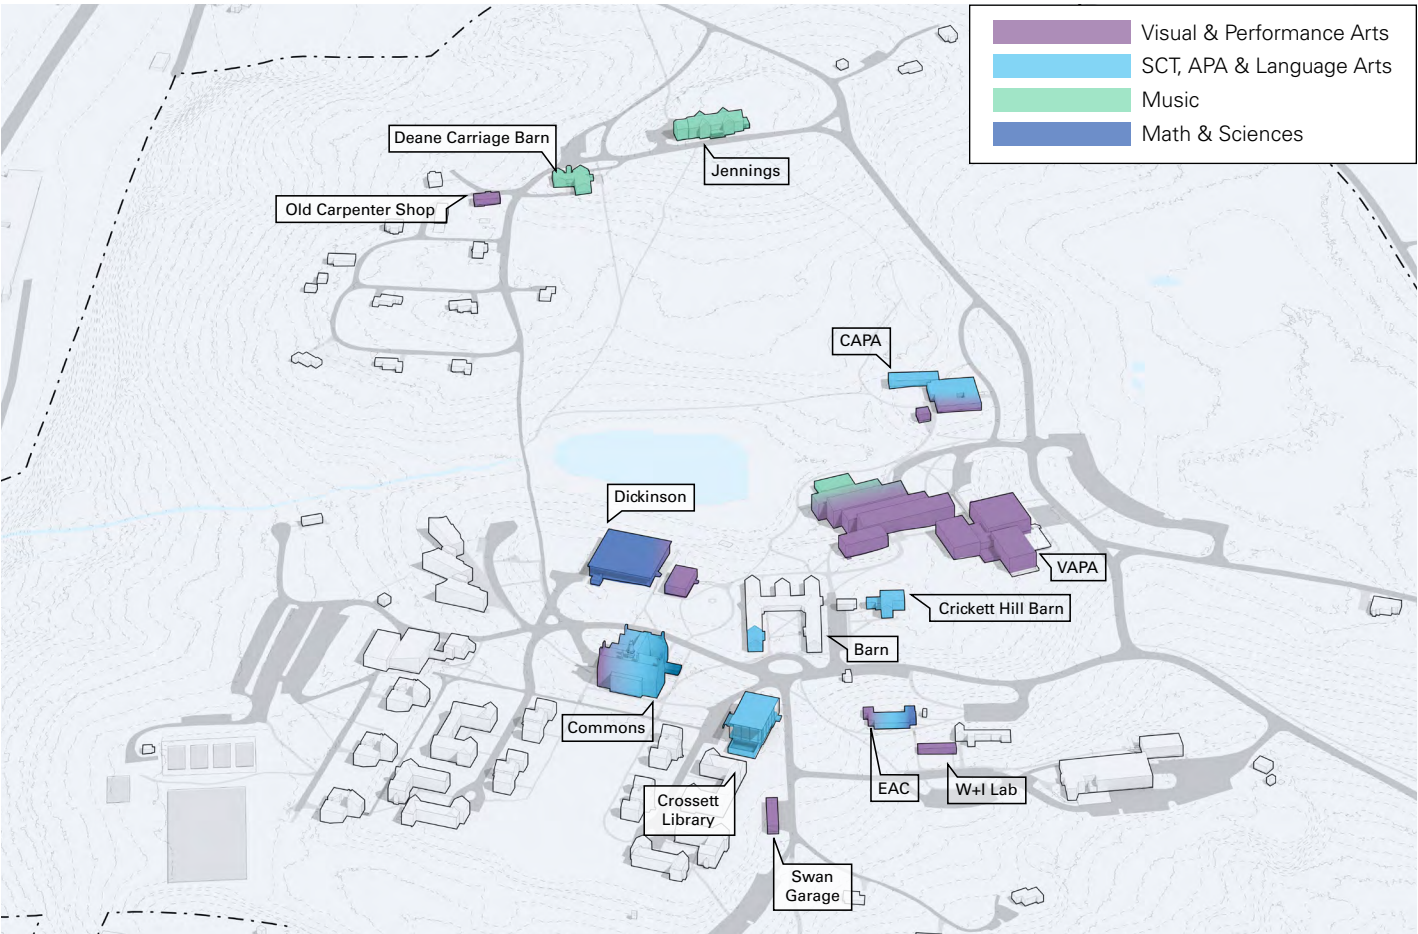 Visual & Performance Arts
SCT, APA & Language Arts
Music
Math & Sciences
Deane Carriage Barn
Jennings
Old Carpenter Shop
CAPA
Dickinson
VAPA
Crickett Hill Barn
Barn
Commons
EAC
W+I Lab
Crossett
Library
Swan
Garage